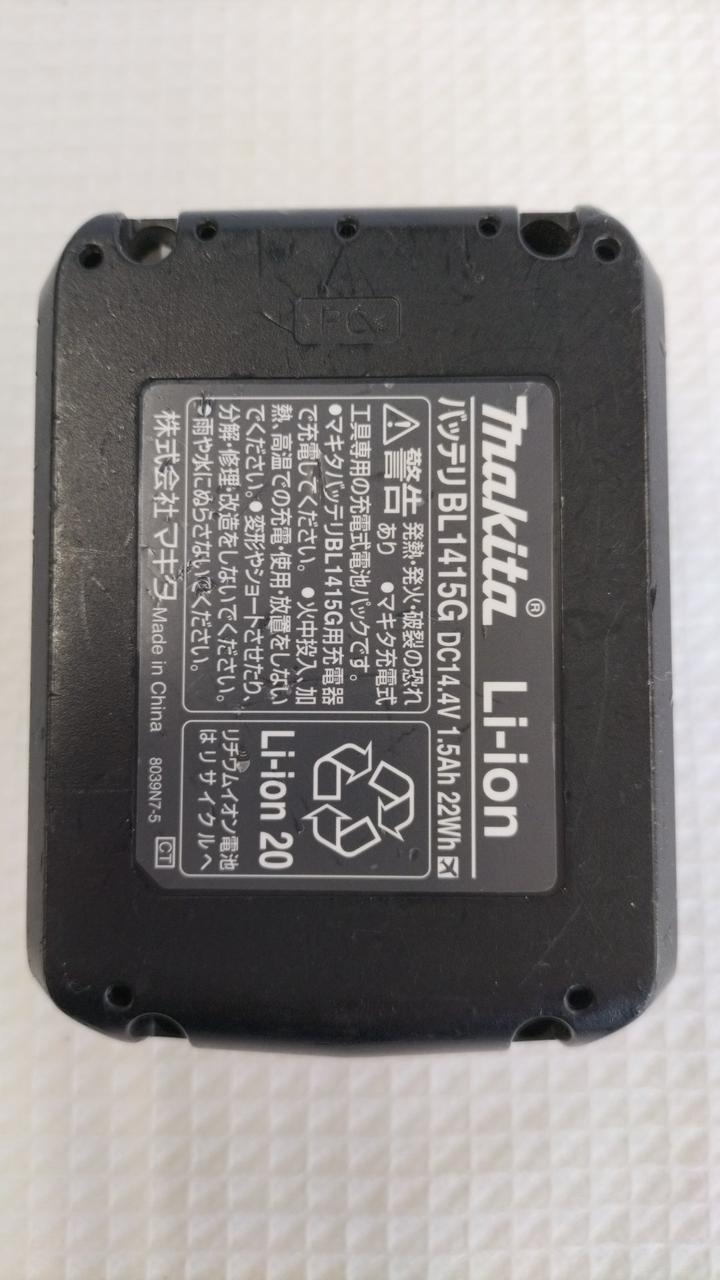 makita® Li-ion
バッテリBL1415G DC14.4V 1.5Ah 22Wh
警告 発熱・発火・破裂の恐れ
あり ●マキタ充電式
工具専用の充電式電池パックです。
●マキタバッテリBL1415G用充電器
で充電してください。 ●火中投入、加
熱、高温での充電・使用・放置をしない
でください。●変形やショートさせたり、
分解・修理・改造をしないでください。
●雨や水にぬらさないでください。
Li-ion 20
リチウムイオン電池
はリサイクルへ
株式会社 マキタ Made in China 8039N7-5 CT
PC